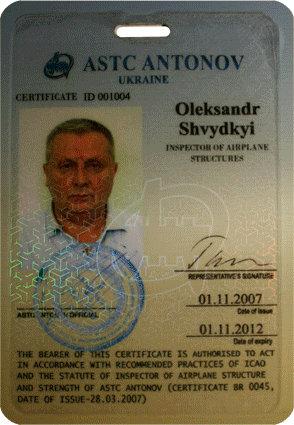 ASTC ANTONOV
UKRAINE
CERTIFICATE ID 001004
Oleksandr
Shvydkyi
INSPECTOR OF AIRPLANE
STRUCTURES
REPRESENTATIVE'S SIGNATURE
01.11.2007
Date of issue
01.11.2012
Date of expiry
OFFICIAL
THE BEARER OF THIS CERTIFICATE IS AUTHORISED TO ACT
IN ACCORDANCE WITH RECOMMENDED PRACTICES OF ICAO
AND THE STATUTE OF INSPECTOR OF AIRPLANE STRUCTURE
AND STRENGTH OF ASTC ANTONOV (CERTIFICATE BR 0045,
DATE OF ISSUE-28.03.2007)